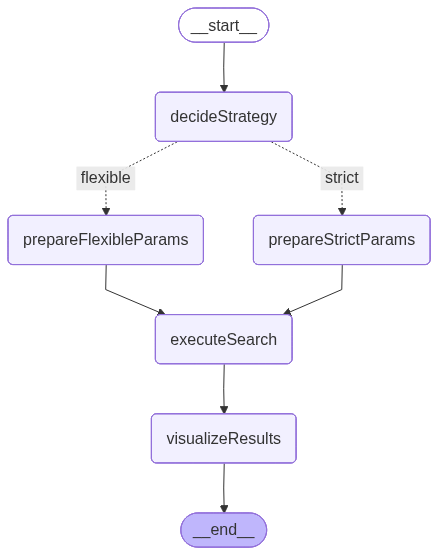 __start__
decideStrategy
flexible
strict
prepareFlexibleParams
prepareStrictParams
executeSearch
visualizeResults
__end__